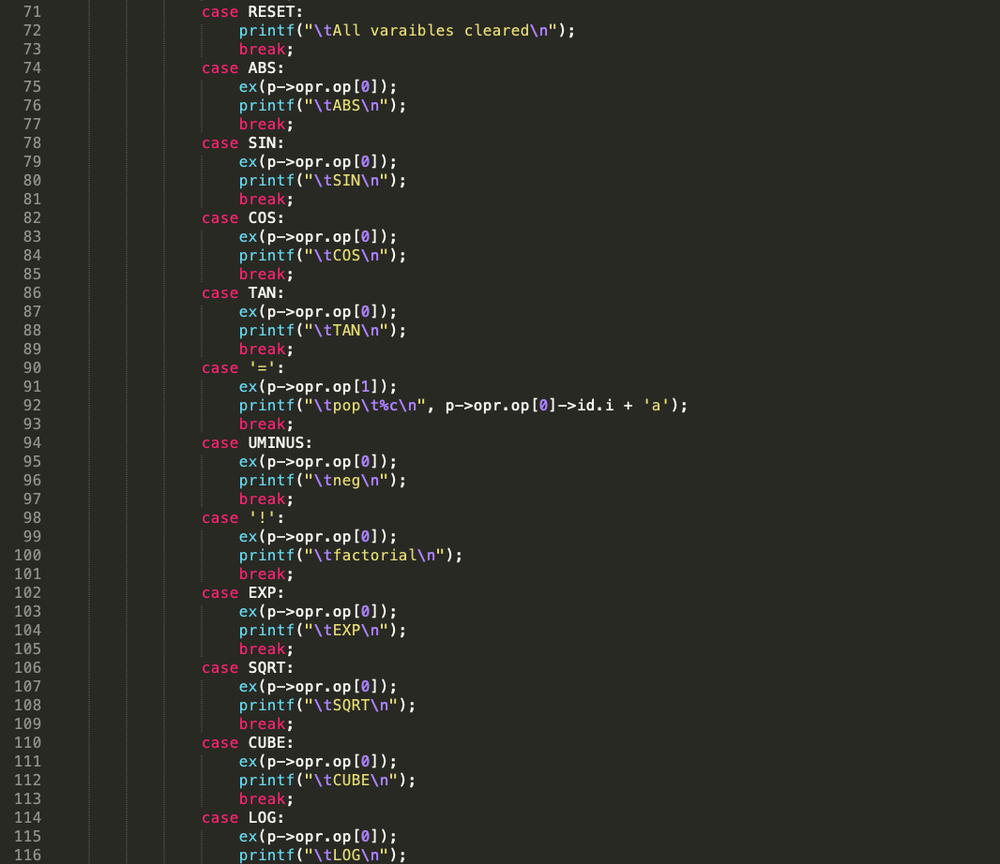 71 case RESET:
72 printf("\tAll varaibles cleared\n");
73 break;
74 case ABS:
75 ex(p->opr.op[0]);
76 printf("\tABS\n");
77 break;
78 case SIN:
79 ex(p->opr.op[0]);
80 printf("\tSIN\n");
81 break;
82 case COS:
83 ex(p->opr.op[0]);
84 printf("\tCOS\n");
85 break;
86 case TAN:
87 ex(p->opr.op[0]);
88 printf("\tTAN\n");
89 break;
90 case '=':
91 ex(p->opr.op[1]);
92 printf("\tpop\t%c\n", p->opr.op[0]->id.i + 'a');
93 break;
94 case UMINUS:
95 ex(p->opr.op[0]);
96 printf("\tneg\n");
97 break;
98 case '!':
99 ex(p->opr.op[0]);
100 printf("\tfactorial\n");
101 break;
102 case EXP:
103 ex(p->opr.op[0]);
104 printf("\tEXP\n");
105 break;
106 case SQRT:
107 ex(p->opr.op[0]);
108 printf("\tSQRT\n");
109 break;
110 case CUBE:
111 ex(p->opr.op[0]);
112 printf("\tCUBE\n");
113 break;
114 case LOG:
115 ex(p->opr.op[0]);
116 printf("\tLOG\n");